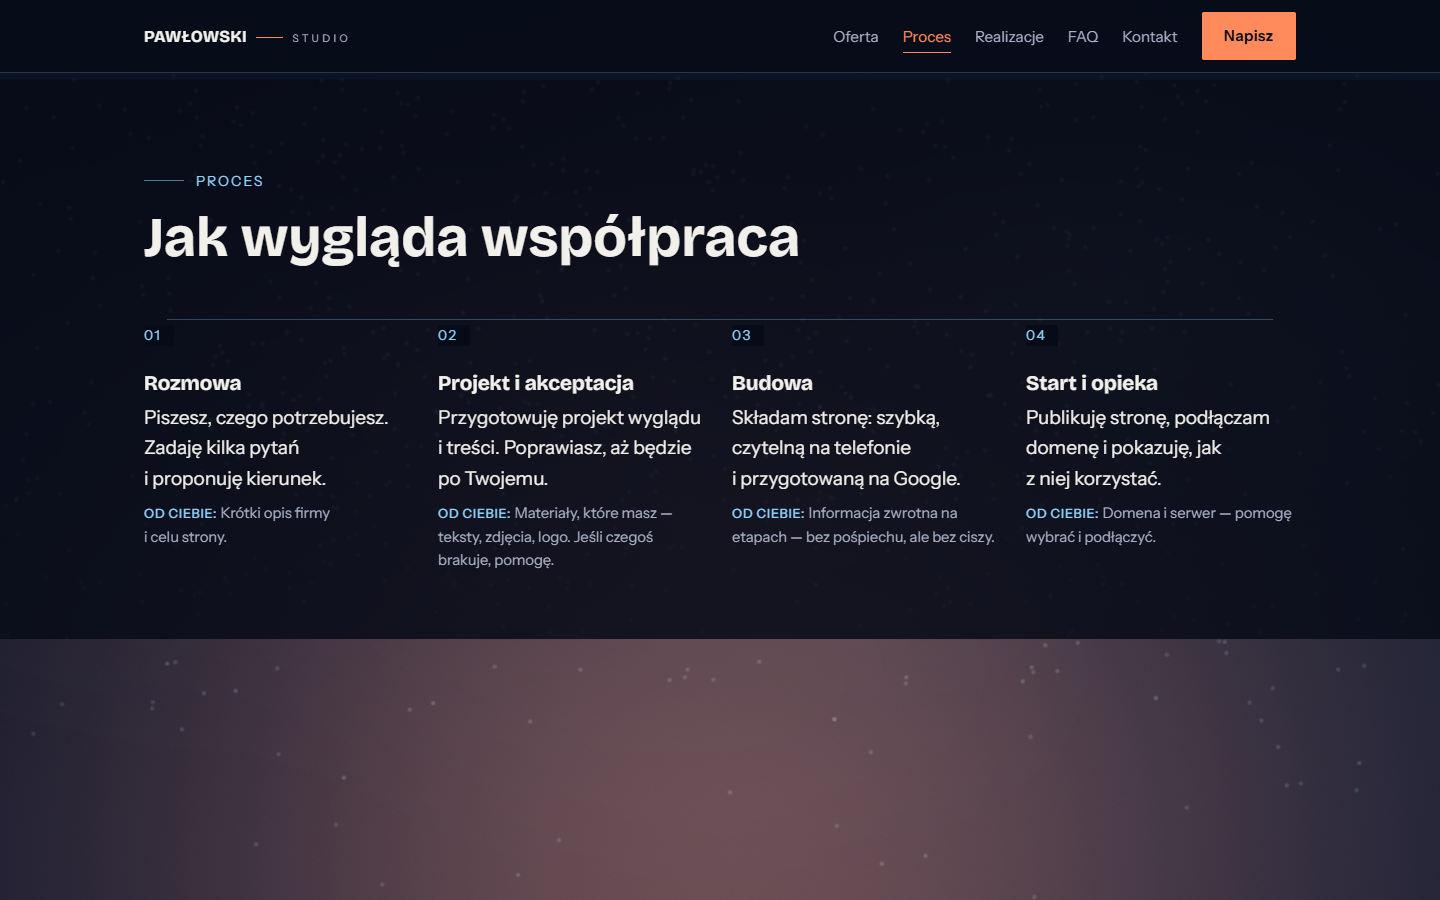 PAWŁOWSKI STUDIO
Oferta Proces Realizacje FAQ Kontakt Napisz
PROCES
Jak wygląda współpraca
01
Rozmowa
Piszesz, czego potrzebujesz.
Zadaję kilka pytań
i proponuję kierunek.
OD CIEBIE: Krótki opis firmy
i celu strony.
02
Projekt i akceptacja
Przygotowuję projekt wyglądu
i treści. Poprawiasz, aż będzie
po Twojemu.
OD CIEBIE: Materiały, które masz —
teksty, zdjęcia, logo. Jeśli czegoś
brakuje, pomogę.
03
Budowa
Składam stronę: szybką,
czytelną na telefonie
i przygotowaną na Google.
OD CIEBIE: Informacja zwrotna na
etapach — bez pośpiechu, ale bez ciszy.
04
Start i opieka
Publikuję stronę, podłączam
domenę i pokazuję, jak
z niej korzystać.
OD CIEBIE: Domena i serwer — pomogę
wybrać i podłączyć.